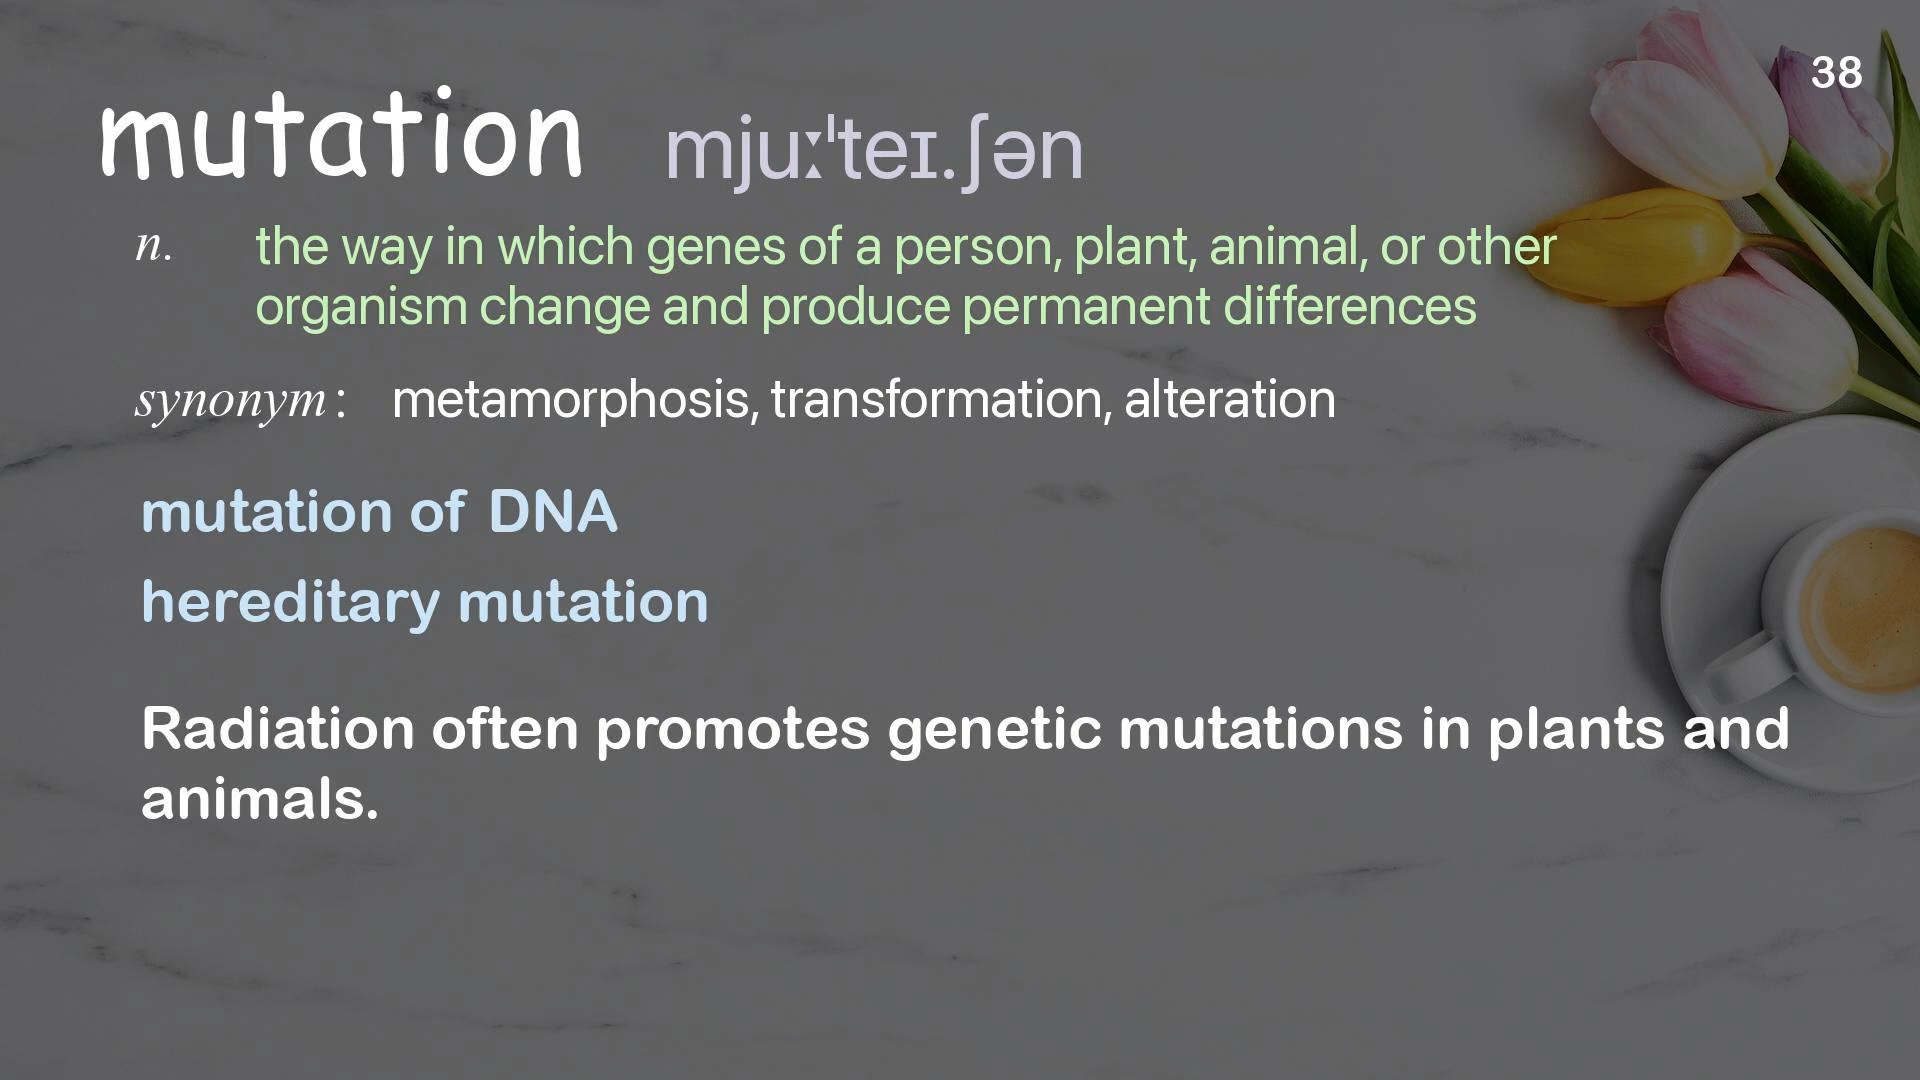 38
mutation mjuːˈteɪ.ʃən
n. the way in which genes of a person, plant, animal, or other
organism change and produce permanent differences
synonym : metamorphosis, transformation, alteration
mutation of DNA
hereditary mutation
Radiation often promotes genetic mutations in plants and
animals.